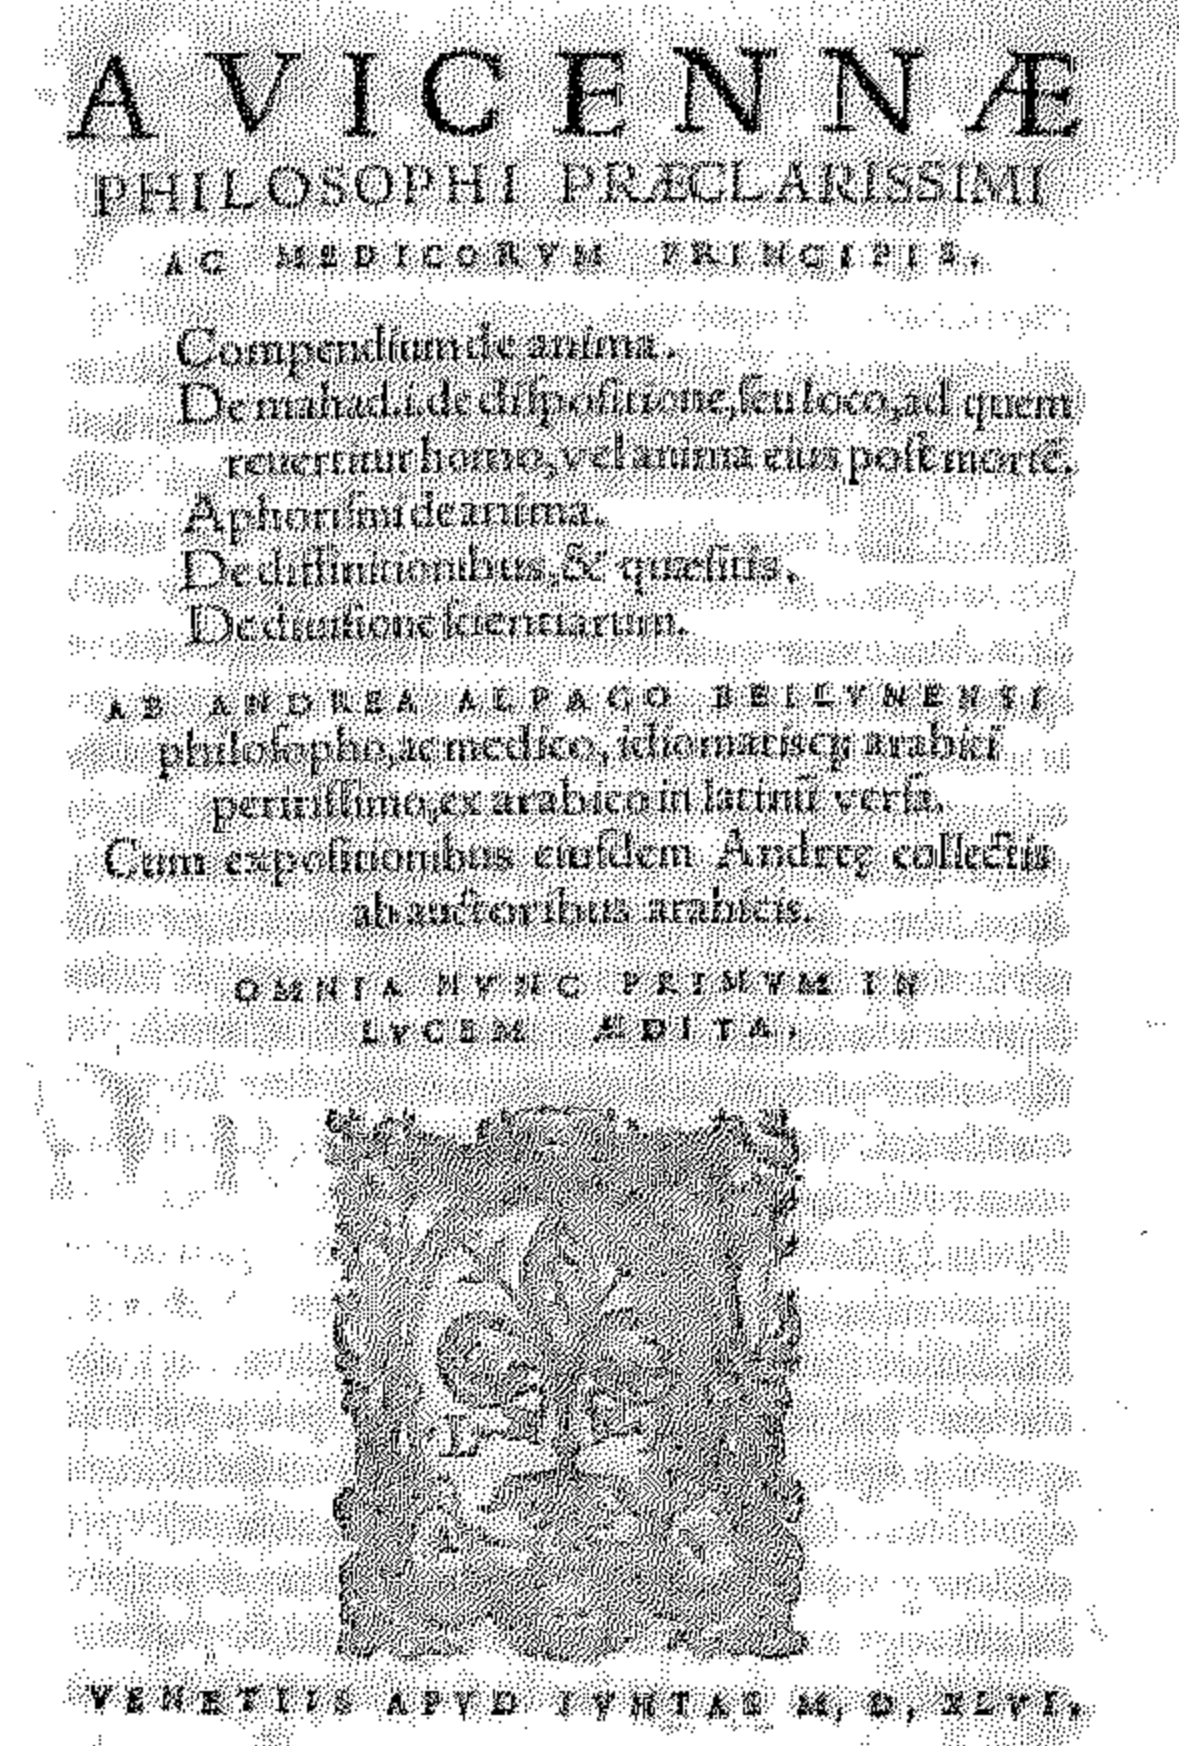 AVICENNÆ
PHILOSOPHI PRÆCLARISSIMI
AC MEDICORVM PRINCIPIS.
Compendium de anima.
De mahad.i.de dispositione,seu loco,ad quem
reuertitur homo,vel anima eius post mortē.
Aphorismi de anima.
De diffinitionibus,& quæsitis.
De diuisione scientiarum.
AB ANDREA ALPAGO BELLVNENSI
philosopho,ac medico, idiomatisq; arabici
peritissimo,ex arabico in latinū versa.
Cum expositionibus eiusdem Andreę collectis
ab auctoribus arabicis.
OMNIA NVNC PRIMVM IN
LVCEM ÆDITA.
L A
VENETIIS APVD IVNTAS M, D, XLVI.